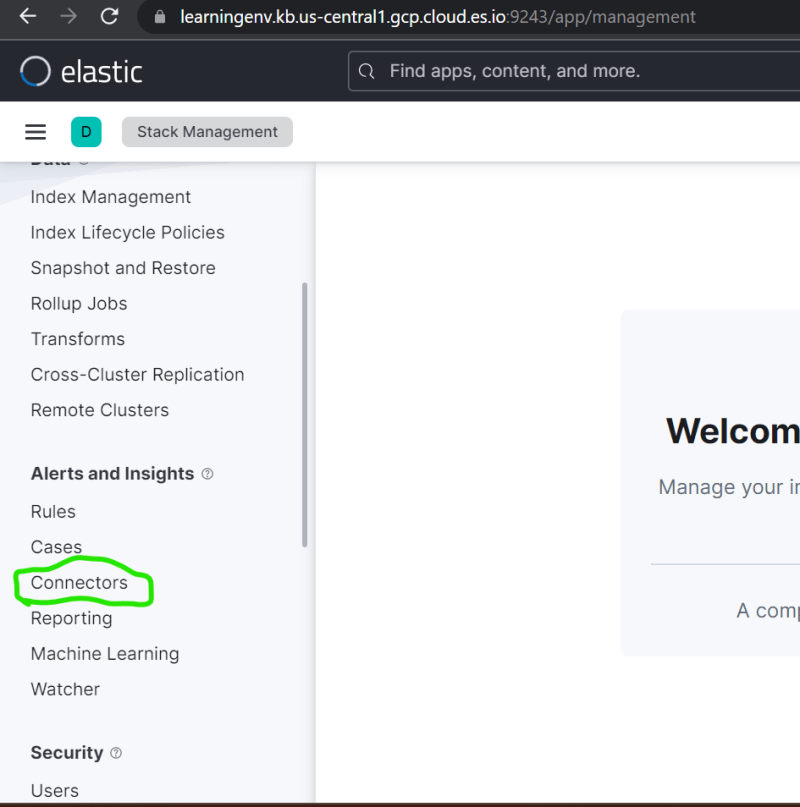 learningenv.kb.us-central1.gcp.cloud.es.io:9243/app/management
elastic
Find apps, content, and more.
D
Stack Management
Data
Index Management
Index Lifecycle Policies
Snapshot and Restore
Rollup Jobs
Transforms
Cross-Cluster Replication
Remote Clusters
Alerts and Insights
Rules
Cases
Connectors
Reporting
Machine Learning
Watcher
Security
Users
Welcom
Manage your in
A comp